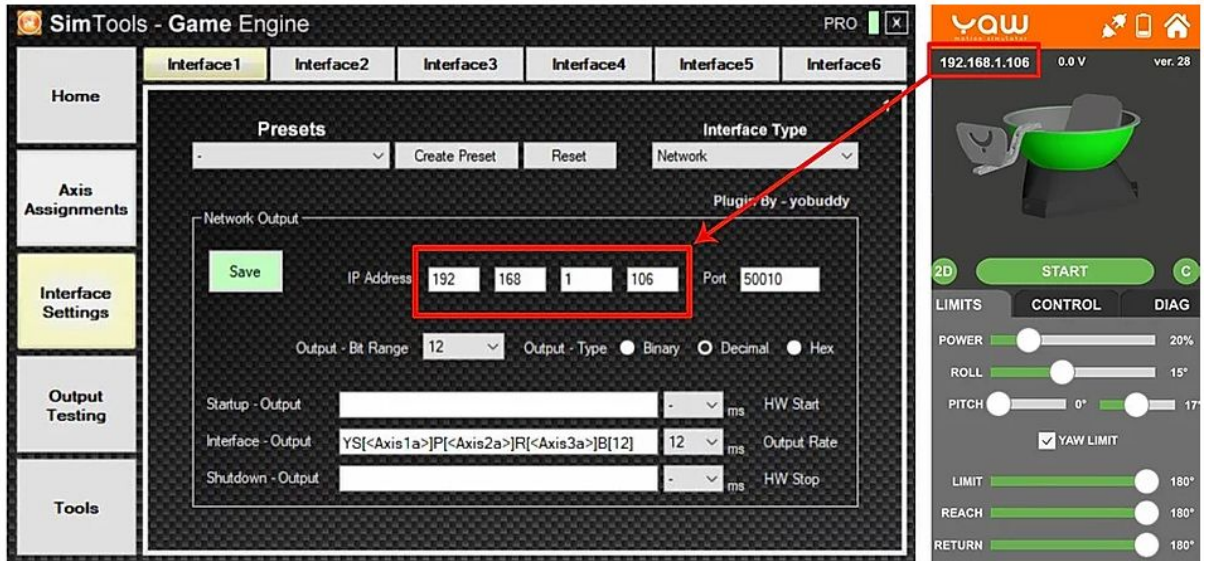 SimTools - Game Engine PRO X
Interface1 Interface2 Interface3 Interface4 Interface5 Interface6
Home
Axis
Assignments
Interface
Settings
Output
Testing
Tools
1
Presets Interface Type
- Create Preset Reset Network
Plugin By - yobuddy
Network Output
Save IP Address 192 168 1 106 Port 50010
Output - Bit Range 12 Output - Type Binary Decimal Hex
Startup - Output - ms HW Start
Interface - Output YS[<Axis1a>]P[<Axis2a>]R[<Axis3a>]B[12] 12 ms Output Rate
Shutdown - Output - ms HW Stop
YAW
motion simulator
192.168.1.106 0.0 V ver. 28
2D START C
LIMITS CONTROL DIAG
POWER 20%
ROLL 15°
PITCH 0° 17°
YAW LIMIT
LIMIT 180°
REACH 180°
RETURN 180°